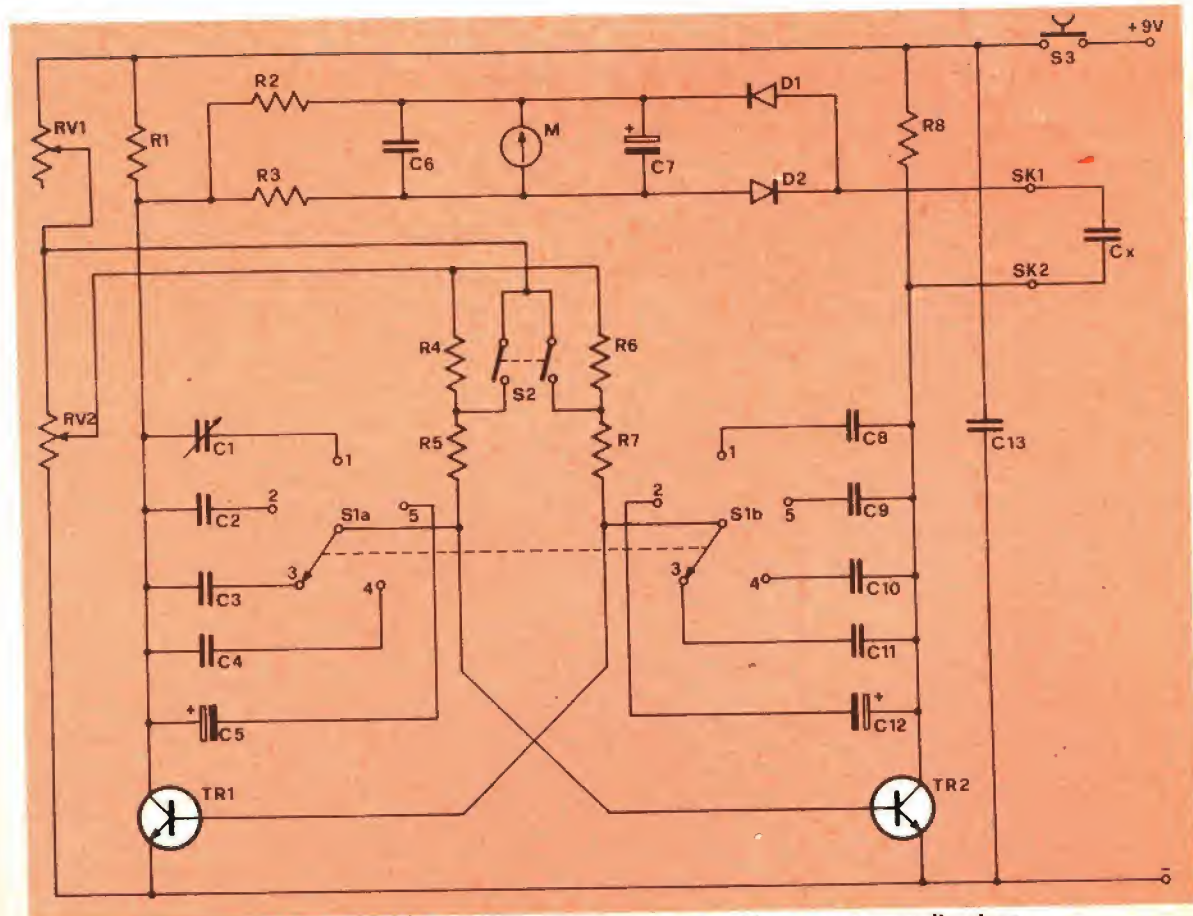 +9V
S3
R2
D1
RV1
R1
M
+
R8
C6
C7
R3
D2
SK1
Cx
SK2
R4
R6
S2
RV2
C1
R5
R7
C8
1
1
C13
2
C2
S1a
5
2
S1b
5
C9
3
C3
4
3
4
C10
C4
C11
+
C5
+
C12
TR1
TR2
-